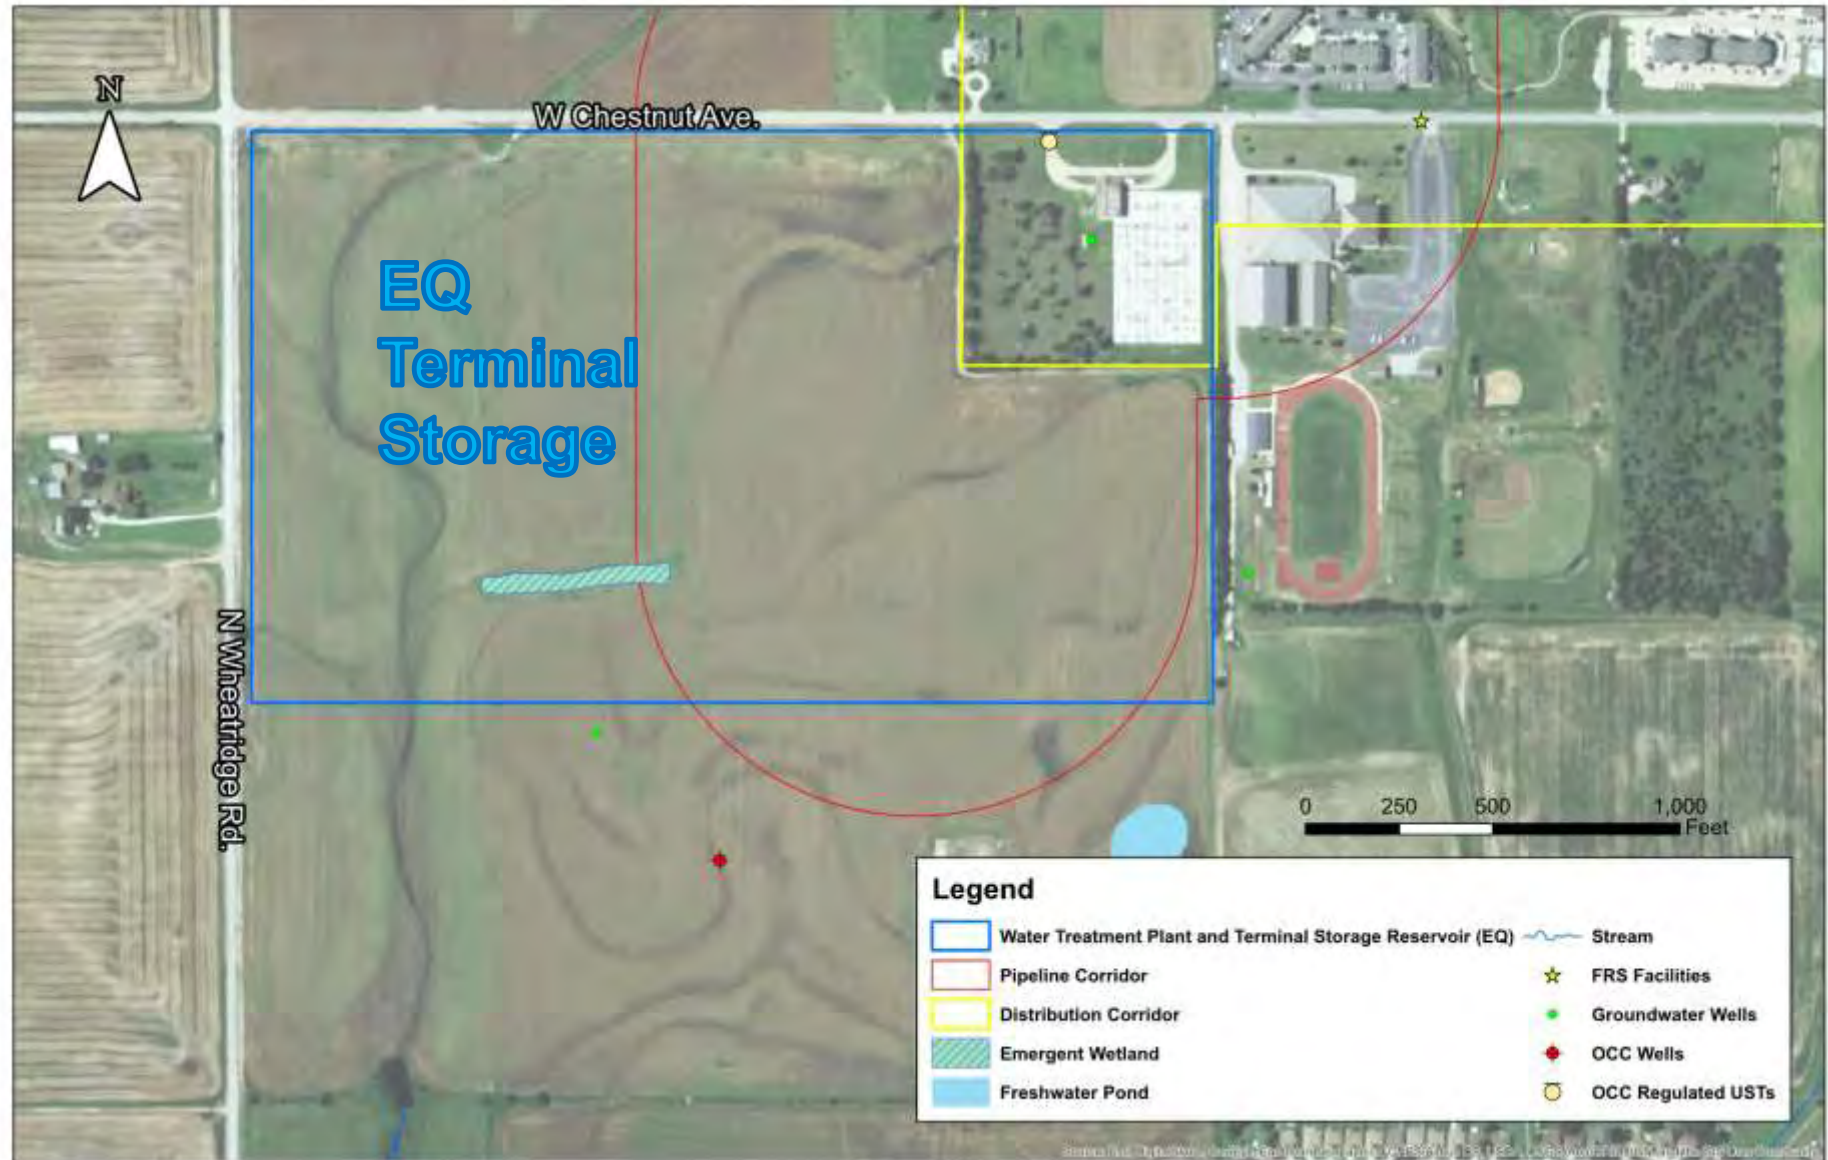 N
W Chestnut Ave.
EQ
Terminal
Storage
N Wheatridge Rd.
0 250 500 1,000
Feet
Legend
Water Treatment Plant and Terminal Storage Reservoir (EQ)
Pipeline Corridor
Distribution Corridor
Emergent Wetland
Freshwater Pond
Stream
FRS Facilities
Groundwater Wells
OCC Wells
OCC Regulated USTs